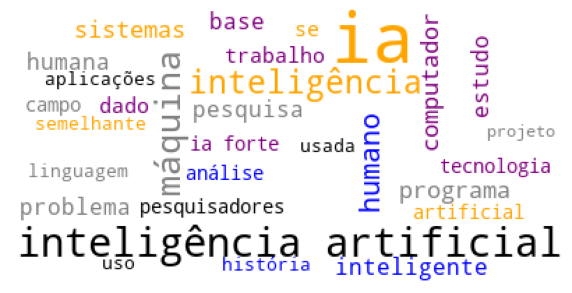 sistemas
base
se
ia
computador
estudo
humana
trabalho
aplicações
inteligência
máquina
campo
dado
pesquisa
semelhante
projeto
ia forte
usada
humano
linguagem
análise
tecnologia
programa
problema
pesquisadores
artificial
inteligência artificial
uso
história
inteligente